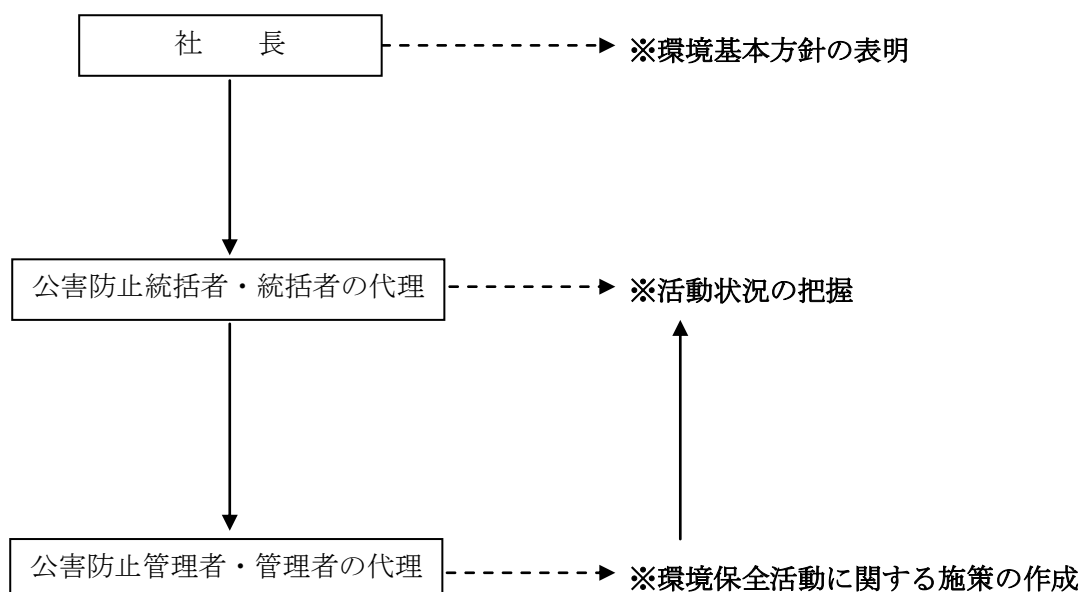 社　　長
※環境基本方針の表明
公害防止統括者・統括者の代理
※活動状況の把握
公害防止管理者・管理者の代理
※環境保全活動に関する施策の作成